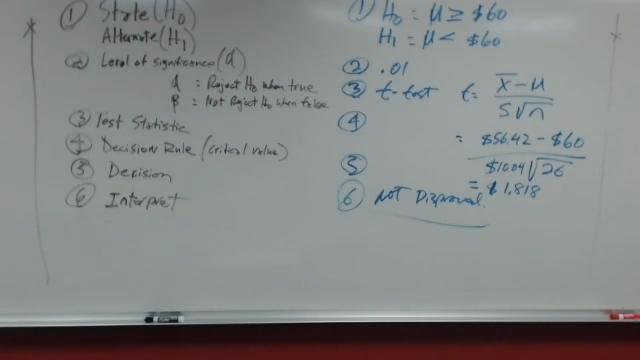 ① State (H₀)
Alternate (H₁)
② Level of significance (α)
α = Reject H₀ when true
β = Not Reject H₀ when false
③ Test Statistic
④ Decision Rule (critical value)
⑤ Decision
⑥ Interpret
① H₀ = μ ≥ $60
H₁ = μ < $60
② .01
③ t-test t = x̄ - μ / s√n
④ = $56.42 - $60 / $10.04√26
⑤ = $1.818
⑥ Not Disproval.